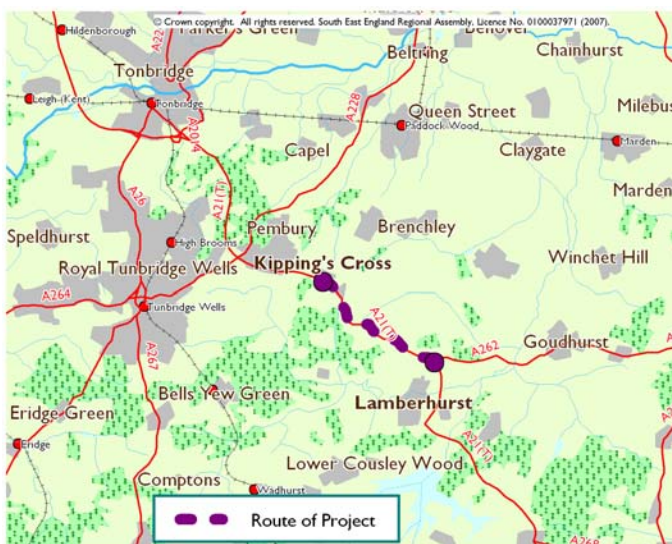 © Crown copyright. All rights reserved. South East England Regional Assembly. Licence No. 0100037971 (2007).
Hildenborough
Parker's Green
Benover
Chainhurst
Beltring
Tonbridge
Leigh (Kent)
Tonbridge
A2014
A228
Queen Street
Paddock Wood
Milebus
Marden
Capel
Claygate
A26
A21(T)
Marden
Speldhurst
High Brooms
Pembury
Brenchley
Royal Tunbridge Wells
Kipping's Cross
Winchet Hill
A264
Tunbridge Wells
A21(T)
A262
Goudhurst
A267
Bells Yew Green
Lamberhurst
Eridge Green
Eridge
A21(T)
Lower Cousley Wood
Comptons
Wadhurst
A268
Route of Project